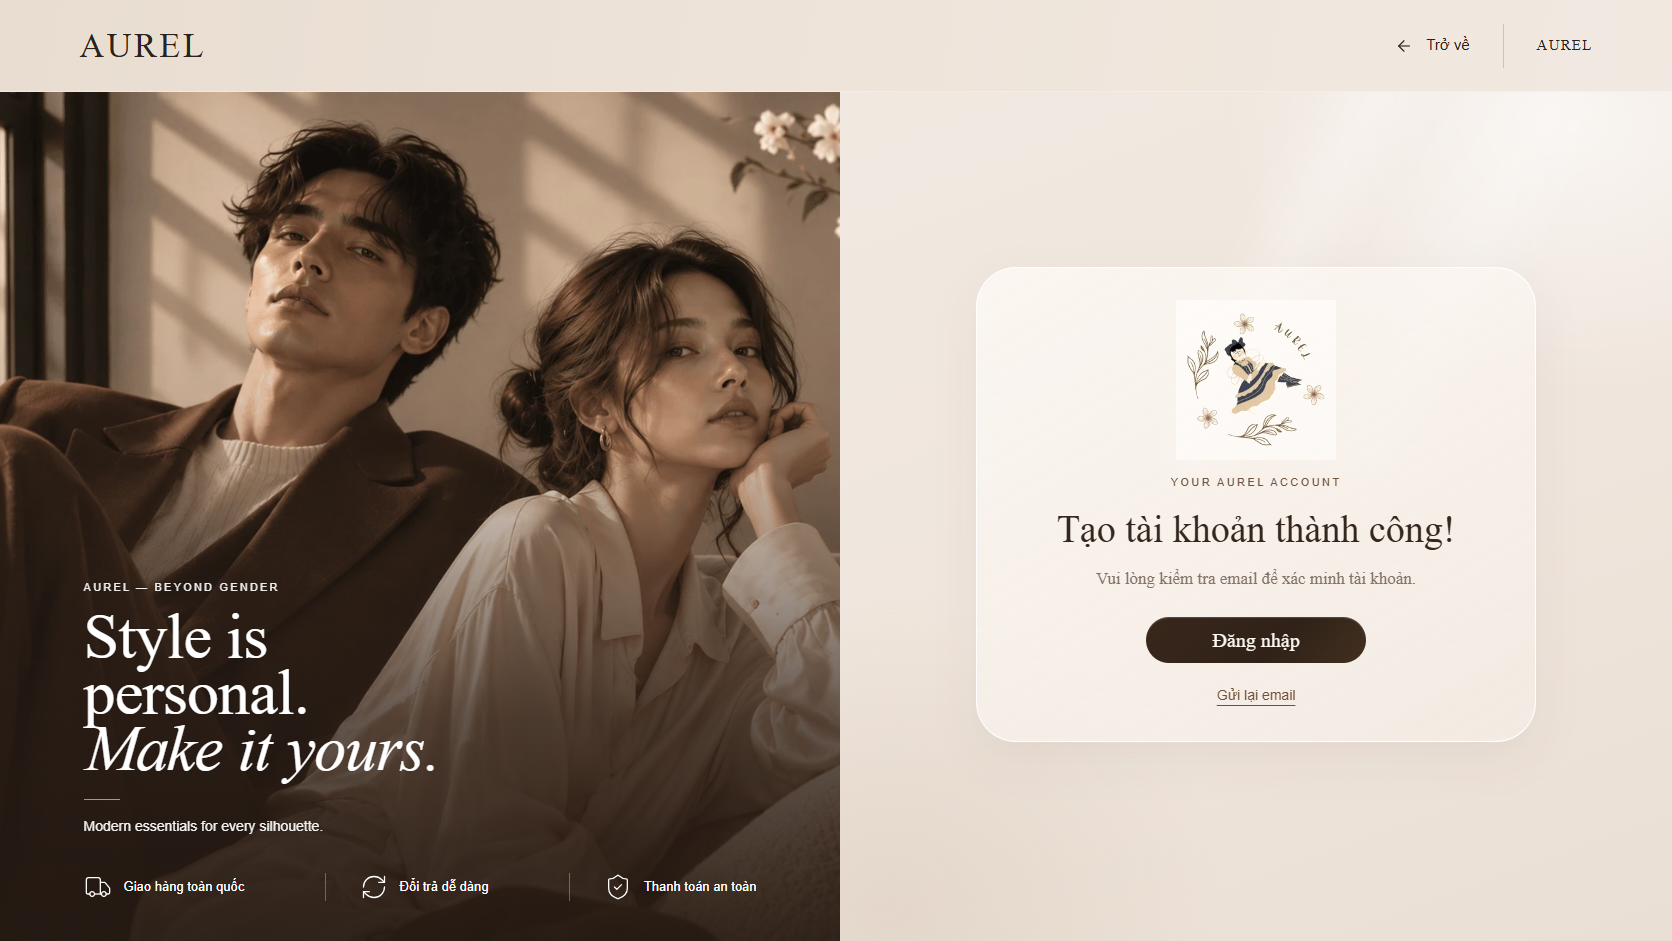 AUREL
Trở về
AUREL
AUREL — BEYOND GENDER
Style is
personal.
Make it yours.
Modern essentials for every silhouette.
Giao hàng toàn quốc
Đổi trả dễ dàng
Thanh toán an toàn
AUREL
YOUR AUREL ACCOUNT
Tạo tài khoản thành công!
Vui lòng kiểm tra email để xác minh tài khoản.
Đăng nhập
Gửi lại email